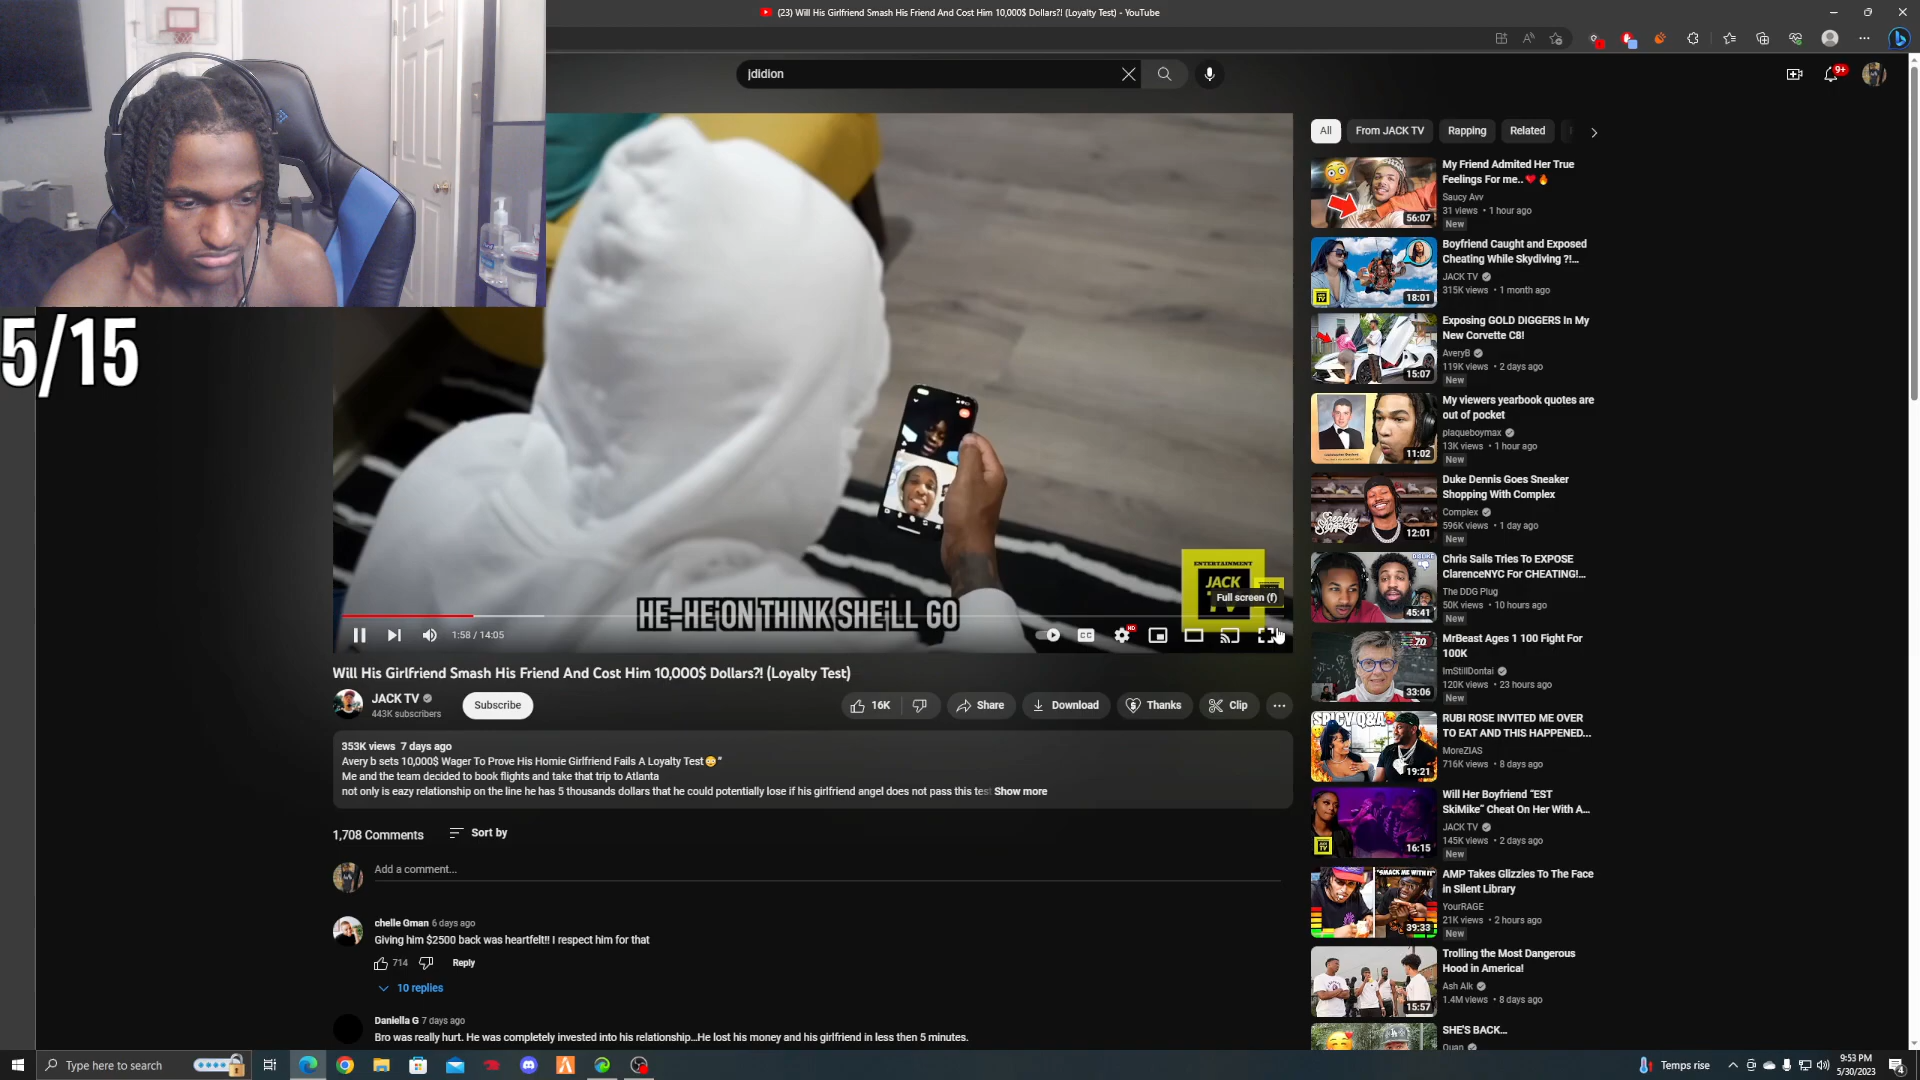 (23) Will His Girlfriend Smash His Friend And Cost Him 10,000$ Dollars?! (Loyalty Test) - YouTube
jdidion
9+
5/15
HE-HE'ON THINK SHE'LL GO
ENTERTAINMENT
JACK
Full screen (f)
1:58 / 14:05
CC
HD
Will His Girlfriend Smash His Friend And Cost Him 10,000$ Dollars?! (Loyalty Test)
JACK TV
443K subscribers
Subscribe
16K
Share
Download
Thanks
Clip
353K views 7 days ago
Avery b sets 10,000$ Wager To Prove His Homie Girlfriend Fails A Loyalty Test😳"
Me and the team decided to book flights and take that trip to Atlanta
not only is eazy relationship on the line he has 5 thousands dollars that he could potentially lose if his girlfriend angel does not pass this test Show more
1,708 Comments
Sort by
Add a comment...
chelle Gman 6 days ago
Giving him $2500 back was heartfelt!! I respect him for that
714
Reply
10 replies
Daniella G 7 days ago
Bro was really hurt. He was completely invested into his relationship...He lost his money and his girlfriend in less then 5 minutes.
All
From JACK TV
Rapping
Related
56:07
My Friend Admited Her True
Feelings For me..❤️🔥
Saucy Avv
31 views • 1 hour ago
New
18:01
Boyfriend Caught and Exposed
Cheating While Skydiving ?!...
JACK TV
315K views • 1 month ago
15:07
Exposing GOLD DIGGERS In My
New Corvette C8!
AveryB
119K views • 2 days ago
New
11:02
My viewers yearbook quotes are
out of pocket
plaqueboymax
13K views • 1 hour ago
New
12:01
Duke Dennis Goes Sneaker
Shopping With Complex
Complex
596K views • 1 day ago
New
45:41
Chris Sails Tries To EXPOSE
ClarenceNYC For CHEATING!...
The DDG Plug
50K views • 10 hours ago
New
70
33:06
MrBeast Ages 1 100 Fight For
100K
ImStillDontai
120K views • 23 hours ago
New
SPICY Q&A
19:21
RUBI ROSE INVITED ME OVER
TO EAT AND THIS HAPPENED...
MoreZIAS
716K views • 8 days ago
16:15
Will Her Boyfriend "EST
SkiMike" Cheat On Her With A...
JACK TV
145K views • 2 days ago
New
"SMACK ME WITH IT"
39:33
AMP Takes Glizzies To The Face
in Silent Library
YourRAGE
21K views • 2 hours ago
New
15:57
Trolling the Most Dangerous
Hood in America!
Ash Alk
1.4M views • 8 days ago
SHE'S BACK...
Quan
Type here to search
Temps rise
9:53 PM
5/30/2023
4